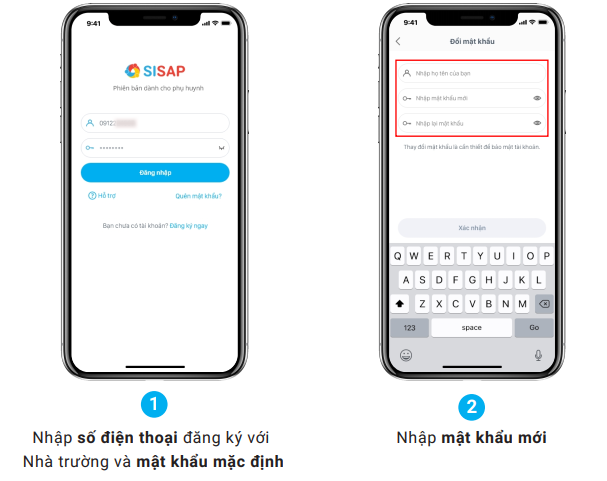 9:41
SISAP
Phiên bản dành cho phụ huynh
0912
········
Đăng nhập
Hỗ trợ
Quên mật khẩu?
Bạn chưa có tài khoản? Đăng ký ngay
1
Nhập số điện thoại đăng ký với
Nhà trường và mật khẩu mặc định
9:41
Đổi mật khẩu
Nhập họ tên của bạn
Nhập mật khẩu mới
Nhập lại mật khẩu
Thay đổi mật khẩu là cần thiết để bảo mật tài khoản.
Xác nhận
Q W E R T Y U I O P
A S D F G H J K L
Z X C V B N M
123 space Go
2
Nhập mật khẩu mới